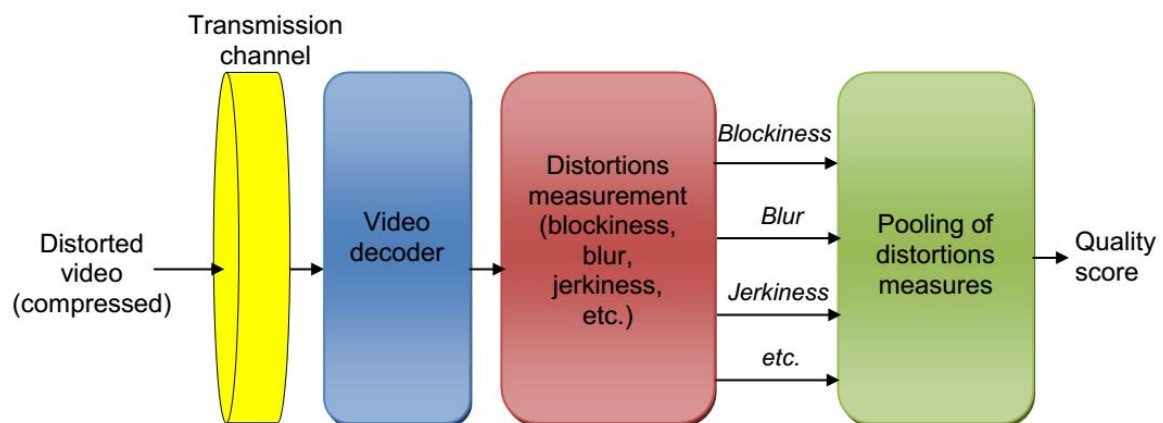 Transmission
channel
Distorted
video
(compressed)
Video
decoder
Distortions
measurement
(blockiness,
blur,
jerkiness,
etc.)
Blockiness
Blur
Jerkiness
etc.
Pooling of
distortions
measures
Quality
score